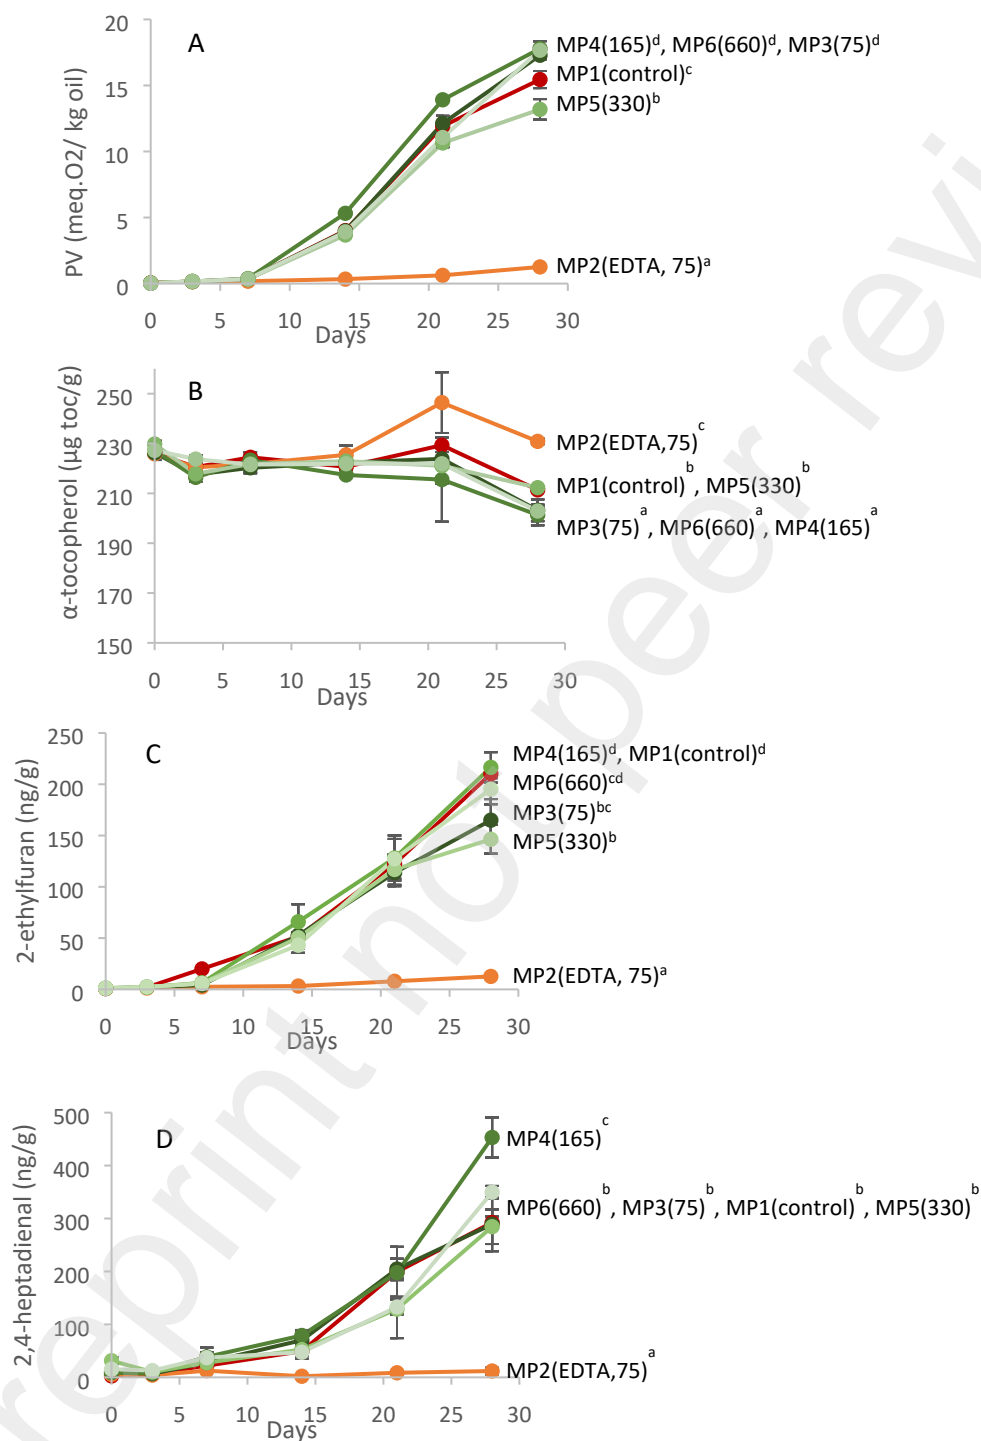 A
20
15
10
5
0
PV (meq.O2/ kg oil)
0 5 10 15 20 25 30
Days
MP4(165)ᵈ, MP6(660)ᵈ, MP3(75)ᵈ
MP1(control)ᶜ
MP5(330)ᵇ
MP2(EDTA, 75)ᵃ
B
250
230
210
190
170
150
α-tocopherol (µg toc/g)
0 5 10 15 20 25 30
Days
MP2(EDTA,75)ᶜ
MP1(control)ᵇ, MP5(330)ᵇ
MP3(75)ᵃ, MP6(660)ᵃ, MP4(165)ᵃ
C
250
200
150
100
50
0
2-ethylfuran (ng/g)
0 5 10 15 20 25 30
Days
MP4(165)ᵈ, MP1(control)ᵈ
MP6(660)ᶜᵈ
MP3(75)ᵇᶜ
MP5(330)ᵇ
MP2(EDTA, 75)ᵃ
D
500
400
300
200
100
0
2,4-heptadienal (ng/g)
0 5 10 15 20 25 30
Days
MP4(165)ᶜ
MP6(660)ᵇ, MP3(75)ᵇ, MP1(control)ᵇ, MP5(330)ᵇ
MP2(EDTA,75)ᵃ
reprint not peer revi